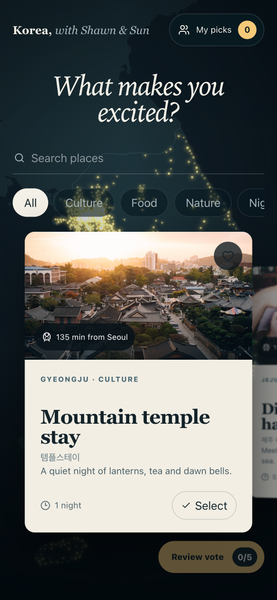 Korea, with Shawn & Sun
My picks 0
What makes you
excited?
Search places
All Culture Food Nature
135 min from Seoul
GYEONGJU · CULTURE
Mountain temple
stay
템플스테이
A quiet night of lanterns, tea and dawn bells.
1 night
Select
Review vote 0/5